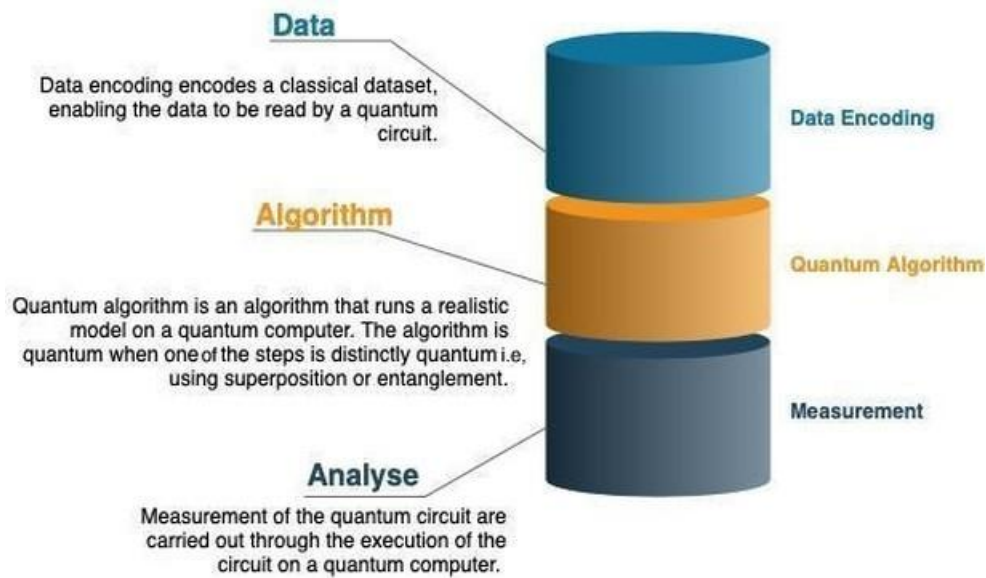 Data
Data encoding encodes a classical dataset,
enabling the data to be read by a quantum
circuit.
Data Encoding
Algorithm
Quantum Algorithm
Quantum algorithm is an algorithm that runs a realistic
model on a quantum computer. The algorithm is
quantum when one of the steps is distinctly quantum i.e,
using superposition or entanglement.
Measurement
Analyse
Measurement of the quantum circuit are
carried out through the execution of the
circuit on a quantum computer.